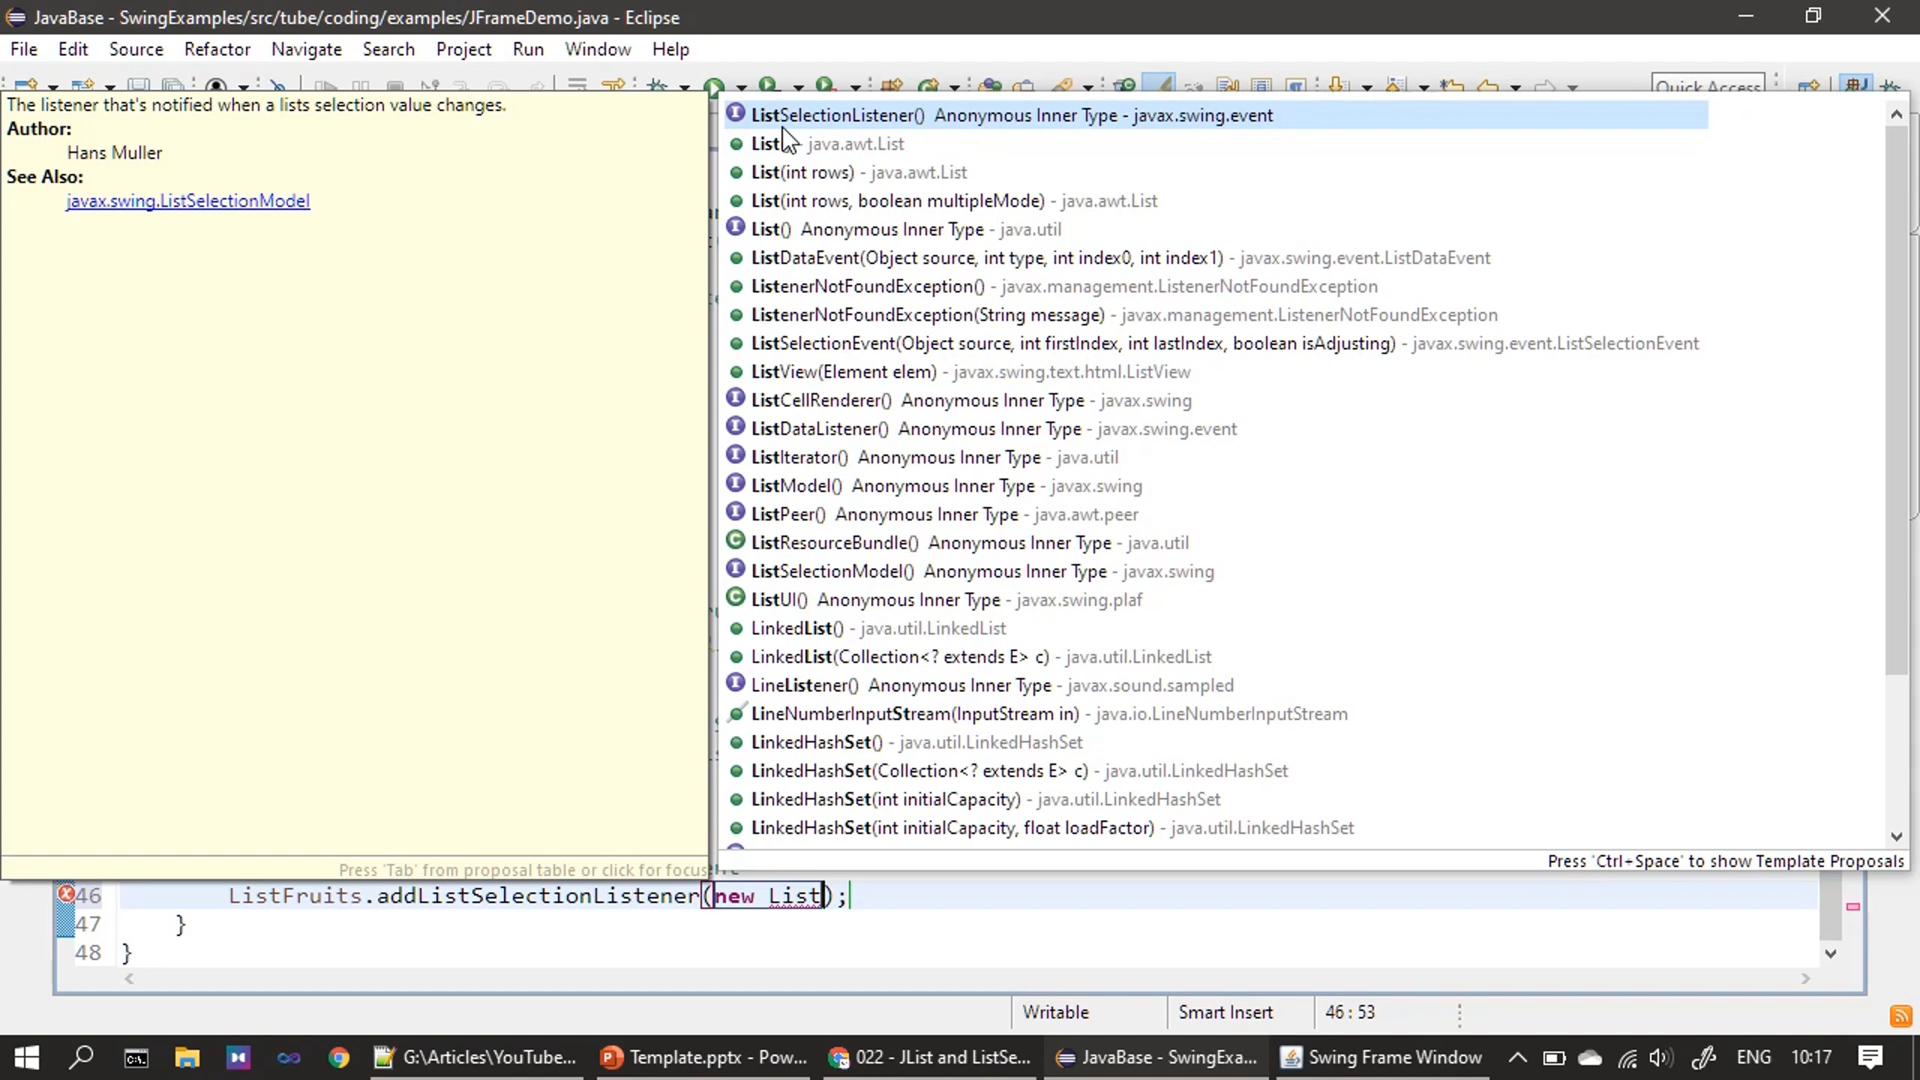 JavaBase - SwingExamples/src/tube/coding/examples/JFrameDemo.java - Eclipse
File Edit Source Refactor Navigate Search Project Run Window Help
Quick Access
The listener that's notified when a lists selection value changes.
Author:
Hans Muller
See Also:
javax.swing.ListSelectionModel
Press 'Tab' from proposal table or click for focus
ListSelectionListener() Anonymous Inner Type - javax.swing.event
List - java.awt.List
List(int rows) - java.awt.List
List(int rows, boolean multipleMode) - java.awt.List
List() Anonymous Inner Type - java.util
ListDataEvent(Object source, int type, int index0, int index1) - javax.swing.event.ListDataEvent
ListenerNotFoundException() - javax.management.ListenerNotFoundException
ListenerNotFoundException(String message) - javax.management.ListenerNotFoundException
ListSelectionEvent(Object source, int firstIndex, int lastIndex, boolean isAdjusting) - javax.swing.event.ListSelectionEvent
ListView(Element elem) - javax.swing.text.html.ListView
ListCellRenderer() Anonymous Inner Type - javax.swing
ListDataListener() Anonymous Inner Type - javax.swing.event
ListIterator() Anonymous Inner Type - java.util
ListModel() Anonymous Inner Type - javax.swing
ListPeer() Anonymous Inner Type - java.awt.peer
ListResourceBundle() Anonymous Inner Type - java.util
ListSelectionModel() Anonymous Inner Type - javax.swing
ListUI() Anonymous Inner Type - javax.swing.plaf
LinkedList() - java.util.LinkedList
LinkedList(Collection<? extends E> c) - java.util.LinkedList
LineListener() Anonymous Inner Type - javax.sound.sampled
LineNumberInputStream(InputStream in) - java.io.LineNumberInputStream
LinkedHashSet() - java.util.LinkedHashSet
LinkedHashSet(Collection<? extends E> c) - java.util.LinkedHashSet
LinkedHashSet(int initialCapacity) - java.util.LinkedHashSet
LinkedHashSet(int initialCapacity, float loadFactor) - java.util.LinkedHashSet
Press 'Ctrl+Space' to show Template Proposals
46 ListFruits.addListSelectionListener(new List);
47 }
48 }
Writable Smart Insert 46 : 53
G:\Articles\YouTube... Template.pptx - Pow... 022 - JList and ListSe... JavaBase - SwingExa... Swing Frame Window ENG 10:17